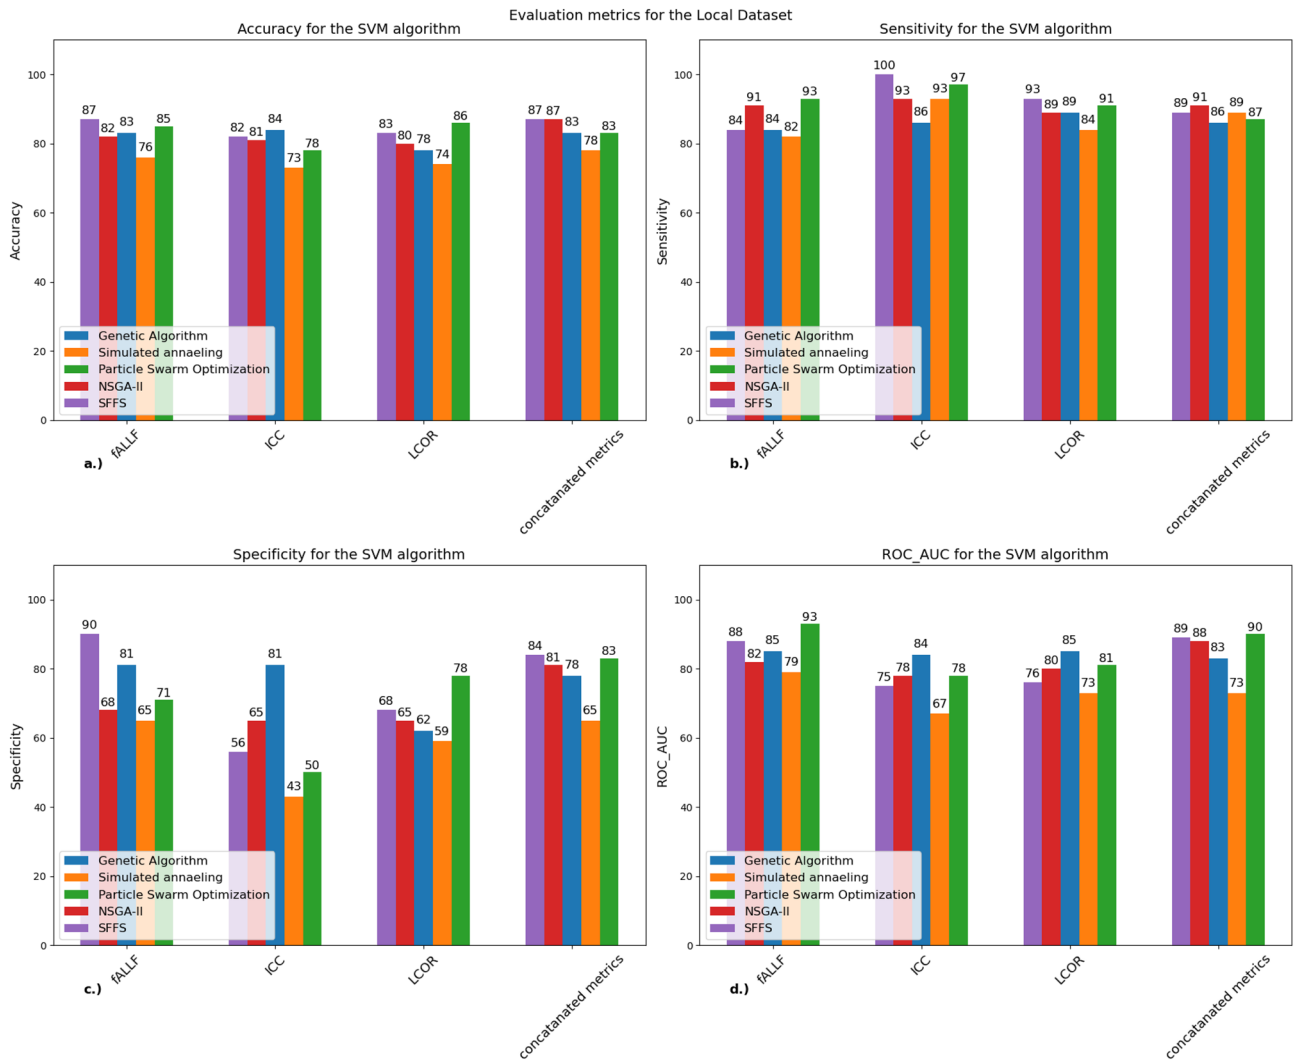 Evaluation metrics for the Local Dataset
Accuracy for the SVM algorithm
Accuracy
100
80
60
40
20
0
87 82 83 76 85
82 81 84 73 78
83 80 78 74 86
87 87 83 78 83
Genetic Algorithm
Simulated annaeling
Particle Swarm Optimization
NSGA-II
SFFS
fALLF ICC LCOR concatanated metrics
a.)
Sensitivity for the SVM algorithm
Sensitivity
100
80
60
40
20
0
84 91 84 82 93
100 93 86 93 97
93 89 89 84 91
89 91 86 89 87
Genetic Algorithm
Simulated annaeling
Particle Swarm Optimization
NSGA-II
SFFS
fALLF ICC LCOR concatanated metrics
b.)
Specificity for the SVM algorithm
Specificity
100
80
60
40
20
0
90 68 81 65 71
56 65 81 43 50
68 65 62 59 78
84 81 78 65 83
Genetic Algorithm
Simulated annaeling
Particle Swarm Optimization
NSGA-II
SFFS
fALLF ICC LCOR concatanated metrics
c.)
ROC_AUC for the SVM algorithm
ROC_AUC
100
80
60
40
20
0
88 82 85 79 93
75 78 84 67 78
76 80 85 73 81
89 88 83 73 90
Genetic Algorithm
Simulated annaeling
Particle Swarm Optimization
NSGA-II
SFFS
fALLF ICC LCOR concatanated metrics
d.)